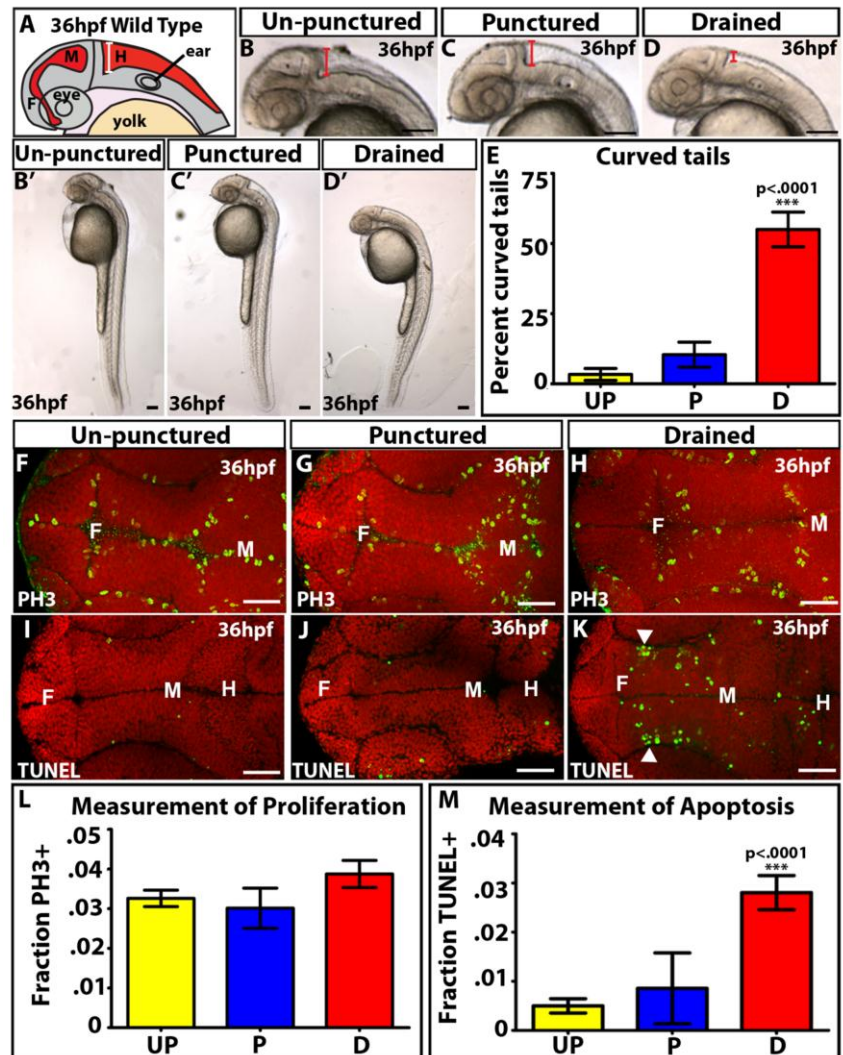 A 36hpf Wild Type
M
H
ear
F
eye
yolk
Un-punctured
B 36hpf
Punctured
C 36hpf
Drained
D 36hpf
Un-punctured
B′
36hpf
Punctured
C′
36hpf
Drained
D′
36hpf
E Curved tails
Percent curved tails
75
50
25
0
p<.0001
***
UP P D
Un-punctured
F 36hpf
F
M
PH3
Punctured
G 36hpf
F
M
PH3
Drained
H 36hpf
F
M
PH3
I 36hpf
F M H
TUNEL
J 36hpf
F M H
TUNEL
K 36hpf
F M H
TUNEL
L Measurement of Proliferation
Fraction PH3+
.05
.04
.03
.02
.01
0
UP P D
M Measurement of Apoptosis
Fraction TUNEL+
.04
.03
.02
.01
0
p<.0001
***
UP P D